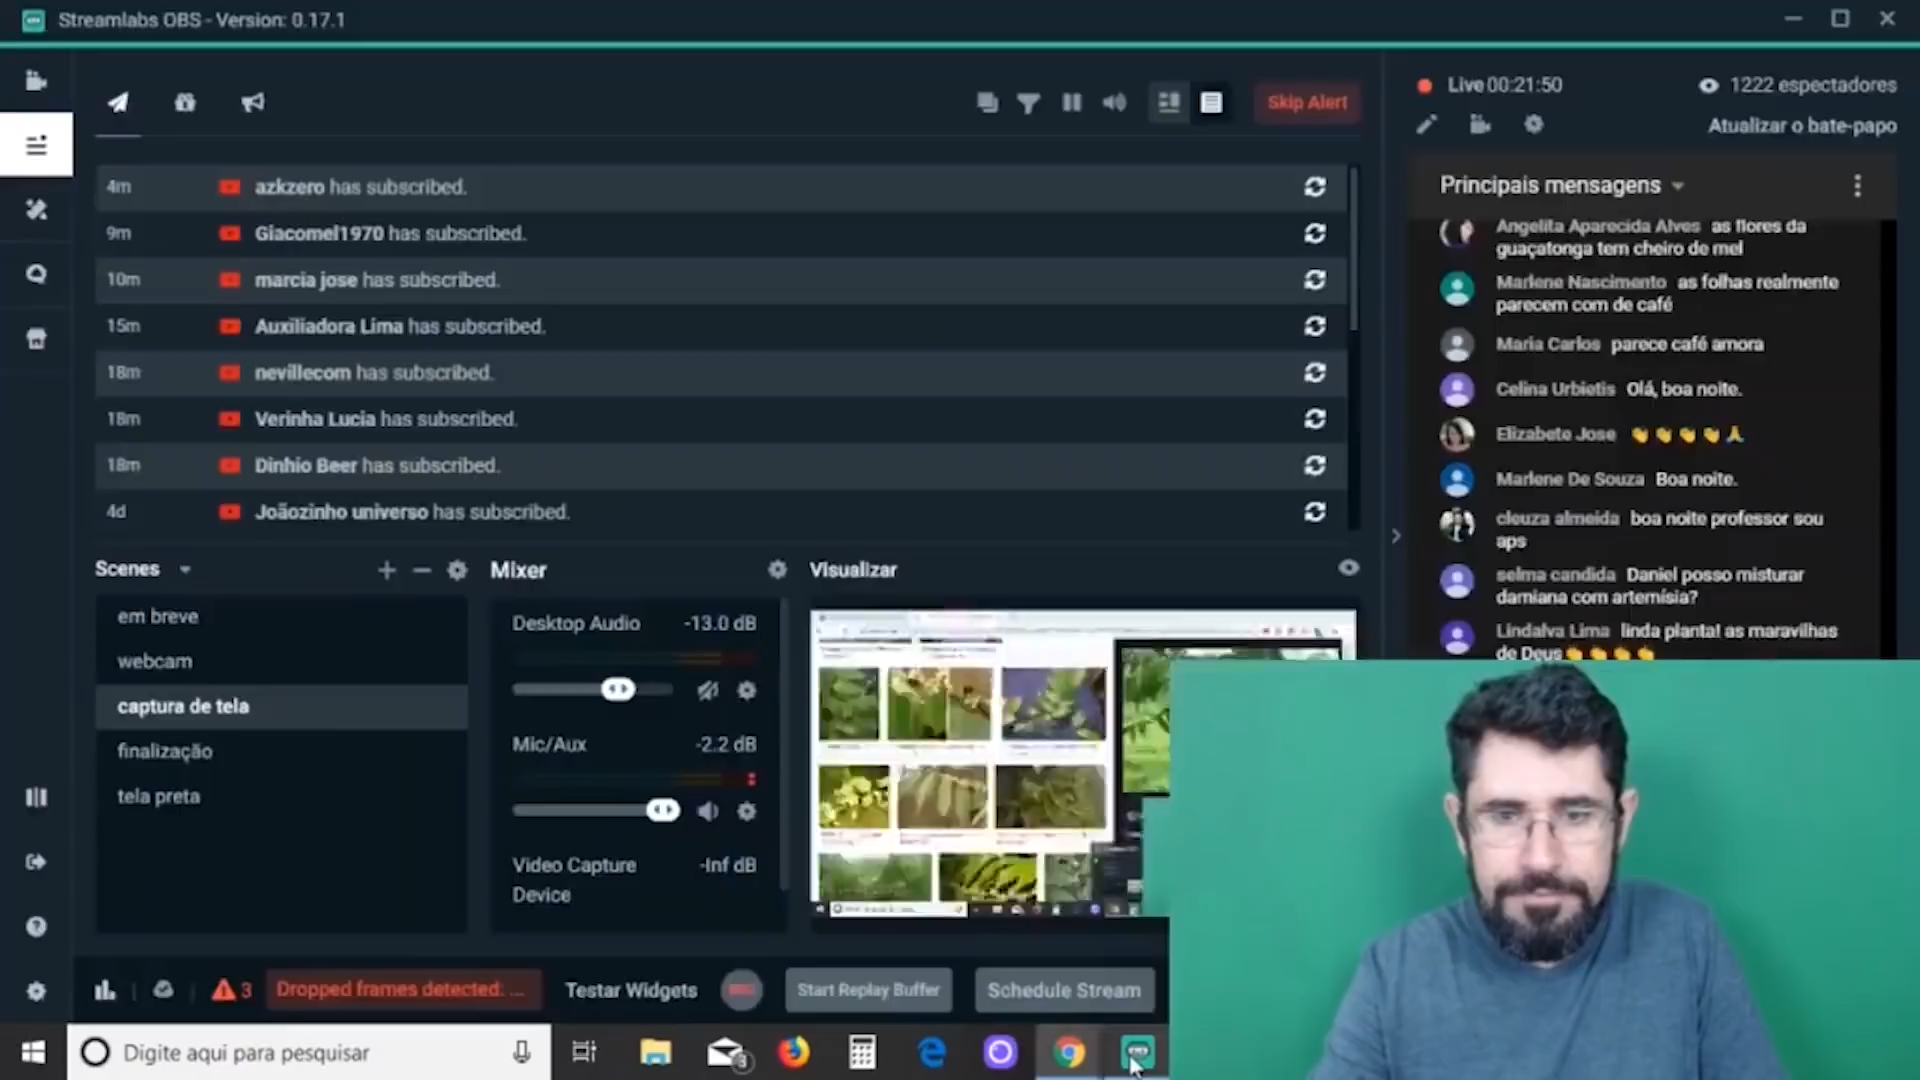 Streamlabs OBS - Version: 0.17.1
Skip Alert
4m azkzero has subscribed.
9m Giacomel1970 has subscribed.
10m marcia jose has subscribed.
15m Auxiliadora Lima has subscribed.
18m nevillecom has subscribed.
18m Verinha Lucia has subscribed.
18m Dinhio Beer has subscribed.
4d Joãozinho universo has subscribed.
Scenes
em breve
webcam
captura de tela
finalização
tela preta
Mixer
Desktop Audio -13.0 dB
Mic/Aux -2.2 dB
Video Capture -Inf dB
Device
Visualizar
Live 00:21:50 1222 espectadores
Atualizar o bate-papo
Principais mensagens
Angelita Aparecida Alves as flores da
guaçatonga tem cheiro de mel
Marlene Nascimento as folhas realmente
parecem com de café
Maria Carlos parece café amora
Celina Urbietis Olá, boa noite.
Elizabete Jose 👏👏👏👏🙏
Marlene De Souza Boa noite.
cleuza almeida boa noite professor sou
aps
selma candida Daniel posso misturar
damiana com artemísia?
Lindalva Lima linda planta! as maravilhas
de Deus👏👏👏👏
3 Dropped frames detected. ...
Testar Widgets
REC
Start Replay Buffer
Schedule Stream
Digite aqui para pesquisar
3